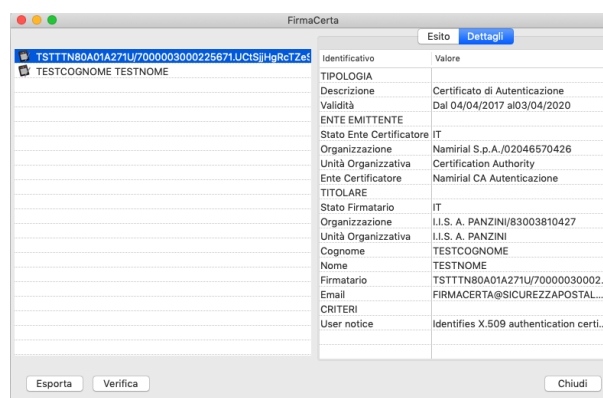 FirmaCerta
Esito Dettagli
TSTTTN80A01A271U/7000003000225671.UCtSjjHgRcTZeS
TESTCOGNOME TESTNOME
Identificativo Valore
TIPOLOGIA
Descrizione Certificato di Autenticazione
Validità Dal 04/04/2017 al03/04/2020
ENTE EMITTENTE
Stato Ente Certificatore IT
Organizzazione Namirial S.p.A./02046570426
Unità Organizzativa Certification Authority
Ente Certificatore Namirial CA Autenticazione
TITOLARE
Stato Firmatario IT
Organizzazione I.I.S. A. PANZINI/83003810427
Unità Organizzativa I.I.S. A. PANZINI
Cognome TESTCOGNOME
Nome TESTNOME
Firmatario TSTTTN80A01A271U/70000030002...
Email FIRMACERTA@SICUREZZAPOSTAL...
CRITERI
User notice Identifies X.509 authentication certi...
Esporta Verifica Chiudi